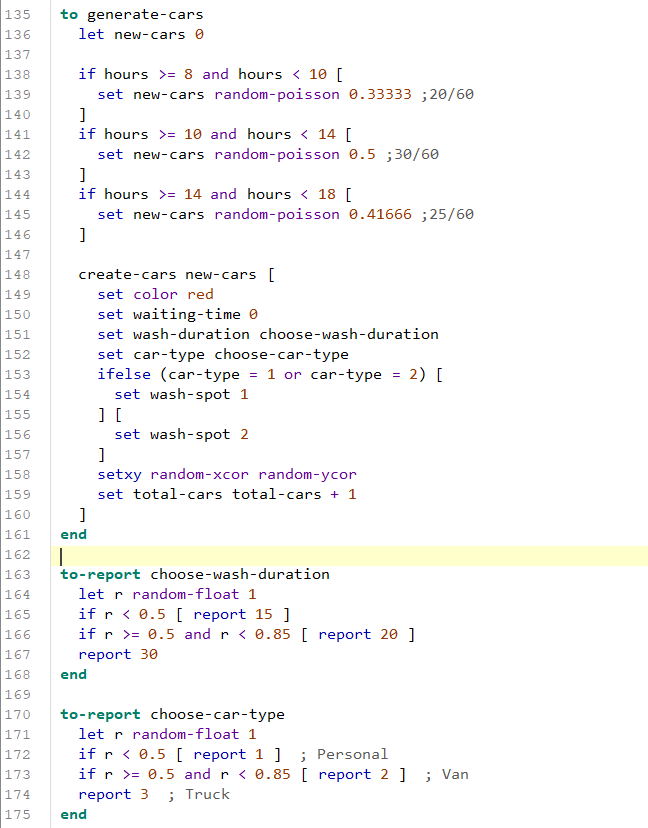 135 to generate-cars
136   let new-cars 0
137
138   if hours >= 8 and hours < 10 [
139     set new-cars random-poisson 0.33333 ;20/60
140   ]
141   if hours >= 10 and hours < 14 [
142     set new-cars random-poisson 0.5 ;30/60
143   ]
144   if hours >= 14 and hours < 18 [
145     set new-cars random-poisson 0.41666 ;25/60
146   ]
147
148   create-cars new-cars [
149     set color red
150     set waiting-time 0
151     set wash-duration choose-wash-duration
152     set car-type choose-car-type
153     ifelse (car-type = 1 or car-type = 2) [
154       set wash-spot 1
155     ] [
156       set wash-spot 2
157     ]
158     setxy random-xcor random-ycor
159     set total-cars total-cars + 1
160   ]
161 end
162
163 to-report choose-wash-duration
164   let r random-float 1
165   if r < 0.5 [ report 15 ]
166   if r >= 0.5 and r < 0.85 [ report 20 ]
167   report 30
168 end
169
170 to-report choose-car-type
171   let r random-float 1
172   if r < 0.5 [ report 1 ]  ; Personal
173   if r >= 0.5 and r < 0.85 [ report 2 ]  ; Van
174   report 3  ; Truck
175 end